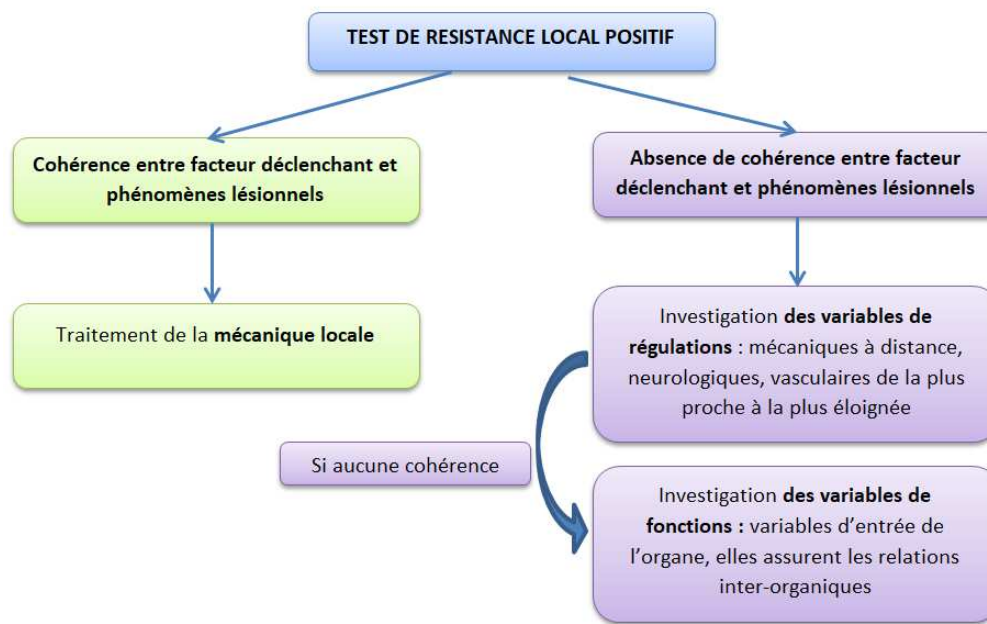 TEST DE RESISTANCE LOCAL POSITIF
Cohérence entre facteur déclenchant et
phénomènes lésionnels
Absence de cohérence entre facteur
déclenchant et phénomènes lésionnels
Traitement de la mécanique locale
Investigation des variables de
régulations : mécaniques à distance,
neurologiques, vasculaires de la plus
proche à la plus éloignée
Si aucune cohérence
Investigation des variables de
fonctions : variables d'entrée de
l'organe, elles assurent les relations
inter-organiques